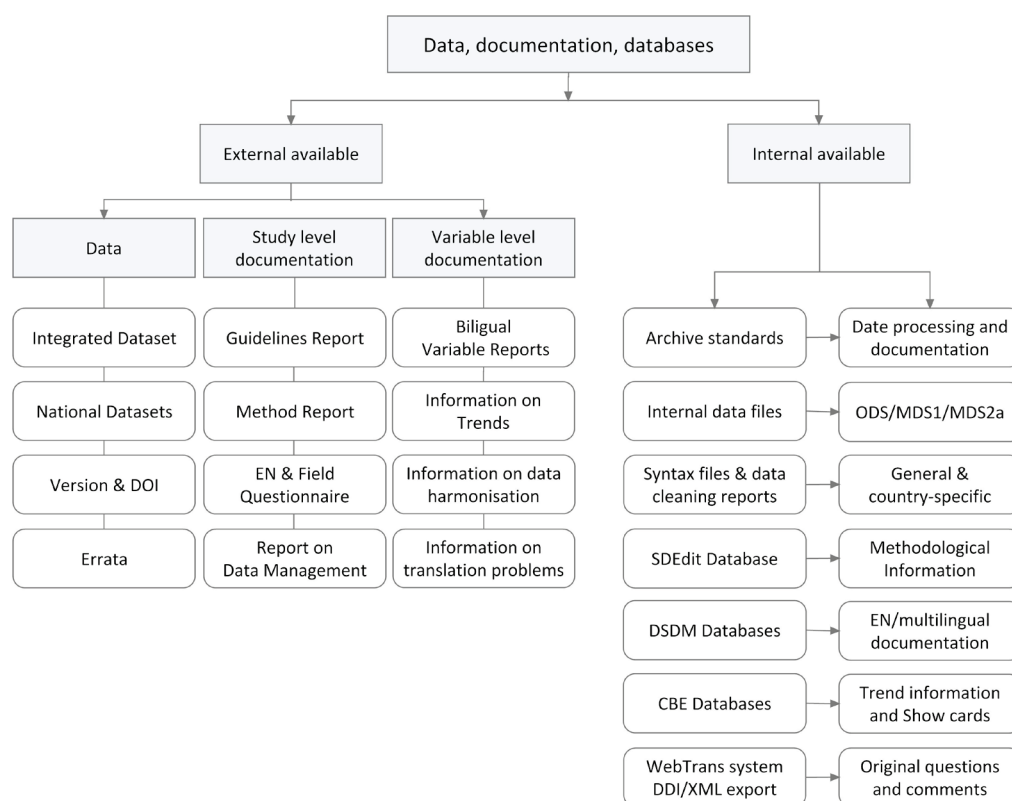 Data, documentation, databases
External available
Internal available
Data
Study level
documentation
Variable level
documentation
Integrated Dataset
Guidelines Report
Biligual
Variable Reports
Archive standards
Date processing and
documentation
National Datasets
Method Report
Information on
Trends
Internal data files
ODS/MDS1/MDS2a
Version & DOI
EN & Field
Questionnaire
Information on data
harmonisation
Syntax files & data
cleaning reports
General &
country-specific
Errata
Report on
Data Management
Information on
translation problems
SDEdit Database
Methodological
Information
DSDM Databases
EN/multilingual
documentation
CBE Databases
Trend information
and Show cards
WebTrans system
DDI/XML export
Original questions
and comments